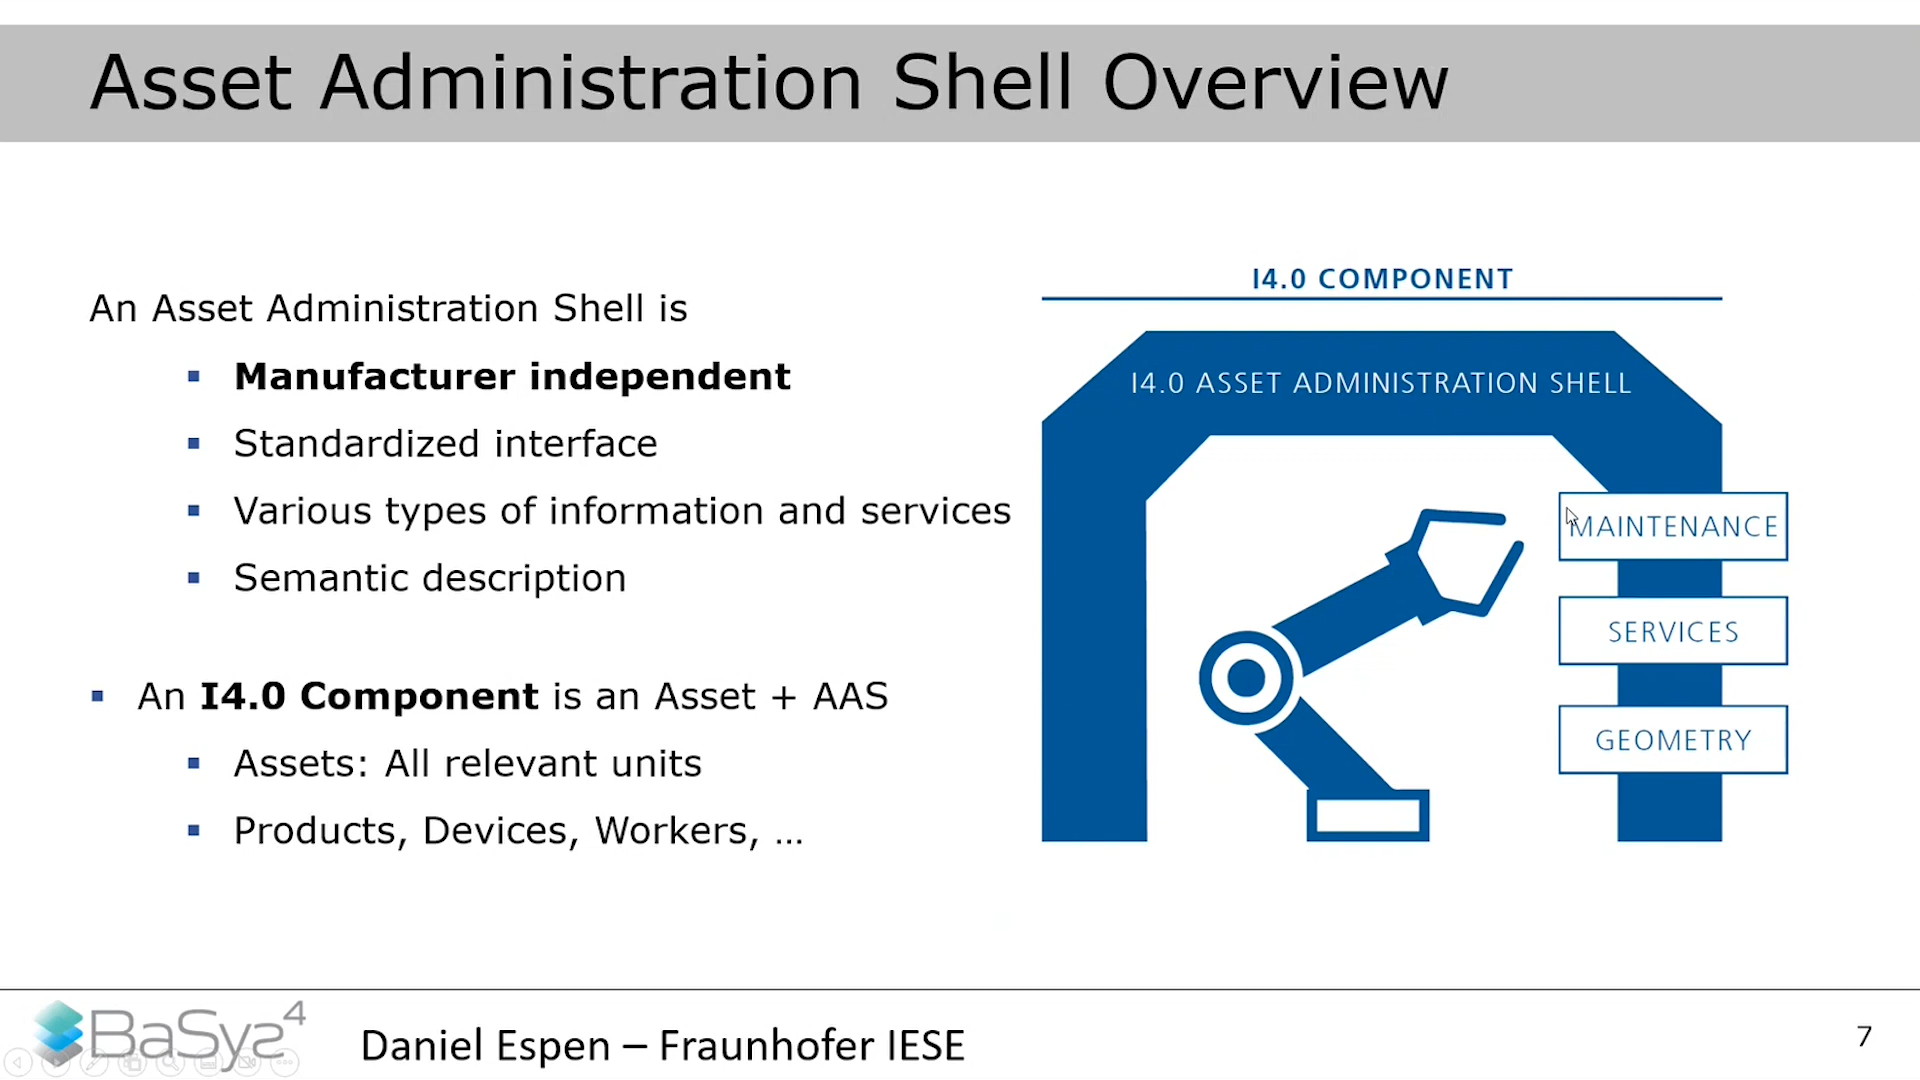 Asset Administration Shell Overview
An Asset Administration Shell is
▪ Manufacturer independent
▪ Standardized interface
▪ Various types of information and services
▪ Semantic description
▪ An I4.0 Component is an Asset + AAS
▪ Assets: All relevant units
▪ Products, Devices, Workers, …
I4.0 COMPONENT
I4.0 ASSET ADMINISTRATION SHELL
MAINTENANCE
SERVICES
GEOMETRY
BaSys4
Daniel Espen – Fraunhofer IESE
7